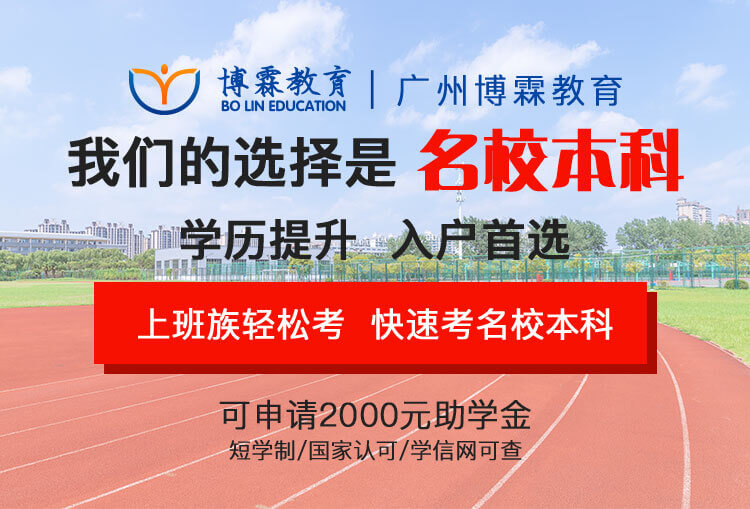 博霖教育 | 广州博霖教育
BO LIN EDUCATION
我们的选择是 名校本科
学历提升 入户首选
上班族轻松考 快速考名校本科
可申请2000元助学金
短学制/国家认可/学信网可查